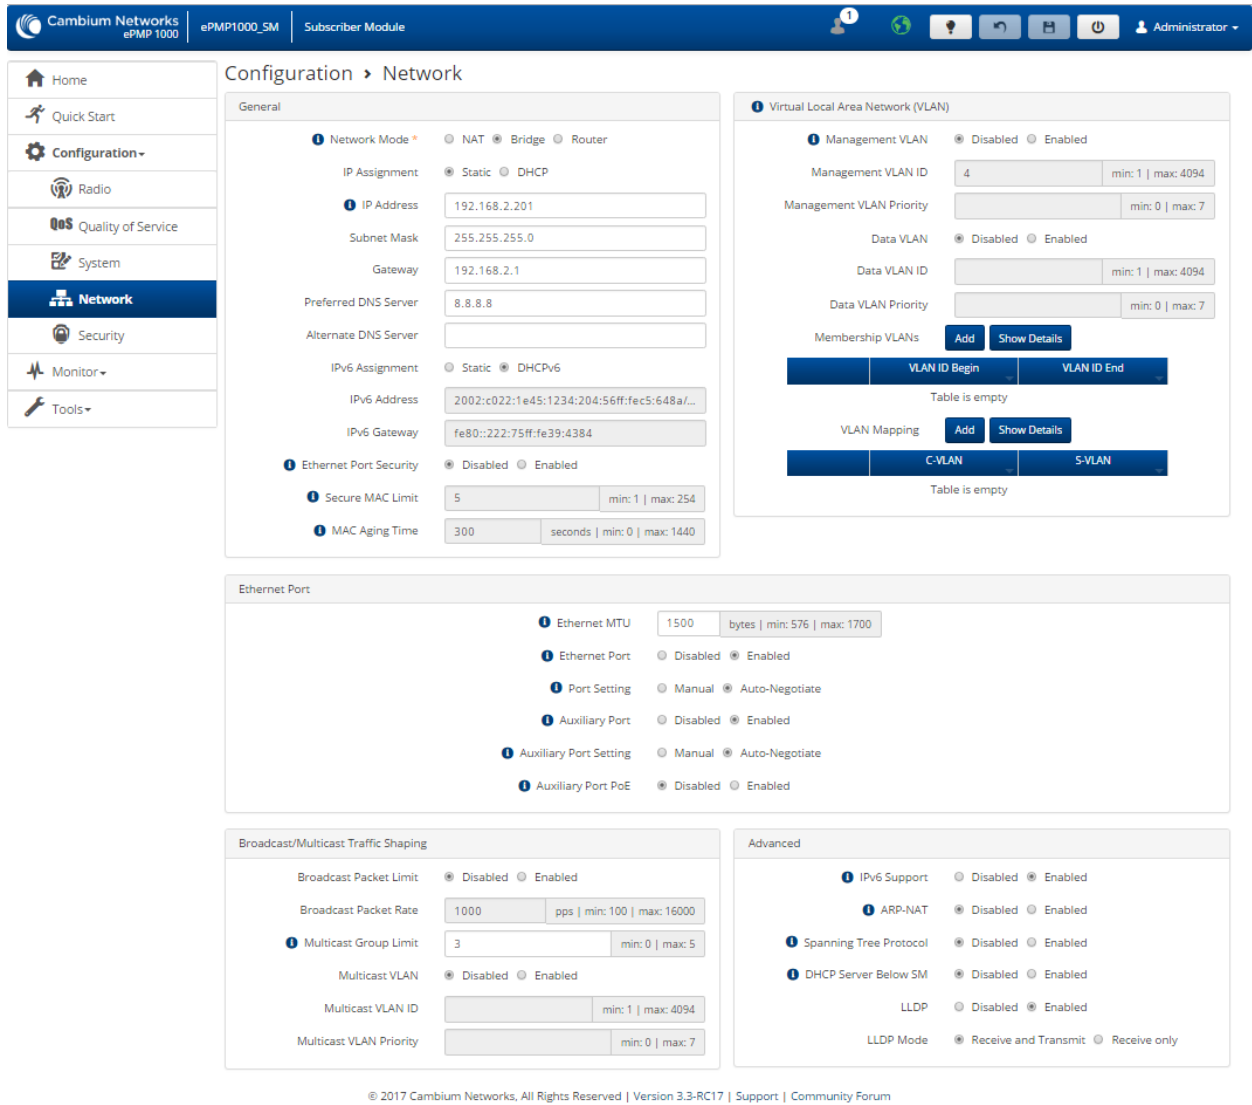 Cambium Networks
ePMP 1000
ePMP1000_SM
Subscriber Module
1
Administrator
Home
Quick Start
Configuration
Radio
QoS Quality of Service
System
Network
Security
Monitor
Tools
Configuration › Network
General
Network Mode * NAT Bridge Router
IP Assignment Static DHCP
IP Address 192.168.2.201
Subnet Mask 255.255.255.0
Gateway 192.168.2.1
Preferred DNS Server 8.8.8.8
Alternate DNS Server
IPv6 Assignment Static DHCPv6
IPv6 Address 2002:c022:1e45:1234:204:56ff:fec5:648a/...
IPv6 Gateway fe80::222:75ff:fe39:4384
Ethernet Port Security Disabled Enabled
Secure MAC Limit 5 min: 1 | max: 254
MAC Aging Time 300 seconds | min: 0 | max: 1440
Virtual Local Area Network (VLAN)
Management VLAN Disabled Enabled
Management VLAN ID 4 min: 1 | max: 4094
Management VLAN Priority min: 0 | max: 7
Data VLAN Disabled Enabled
Data VLAN ID min: 1 | max: 4094
Data VLAN Priority min: 0 | max: 7
Membership VLANs Add Show Details
VLAN ID Begin VLAN ID End
Table is empty
VLAN Mapping Add Show Details
C-VLAN S-VLAN
Table is empty
Ethernet Port
Ethernet MTU 1500 bytes | min: 576 | max: 1700
Ethernet Port Disabled Enabled
Port Setting Manual Auto-Negotiate
Auxiliary Port Disabled Enabled
Auxiliary Port Setting Manual Auto-Negotiate
Auxiliary Port PoE Disabled Enabled
Broadcast/Multicast Traffic Shaping
Broadcast Packet Limit Disabled Enabled
Broadcast Packet Rate 1000 pps | min: 100 | max: 16000
Multicast Group Limit 3 min: 0 | max: 5
Multicast VLAN Disabled Enabled
Multicast VLAN ID min: 1 | max: 4094
Multicast VLAN Priority min: 0 | max: 7
Advanced
IPv6 Support Disabled Enabled
ARP-NAT Disabled Enabled
Spanning Tree Protocol Disabled Enabled
DHCP Server Below SM Disabled Enabled
LLDP Disabled Enabled
LLDP Mode Receive and Transmit Receive only
© 2017 Cambium Networks, All Rights Reserved | Version 3.3-RC17 | Support | Community Forum